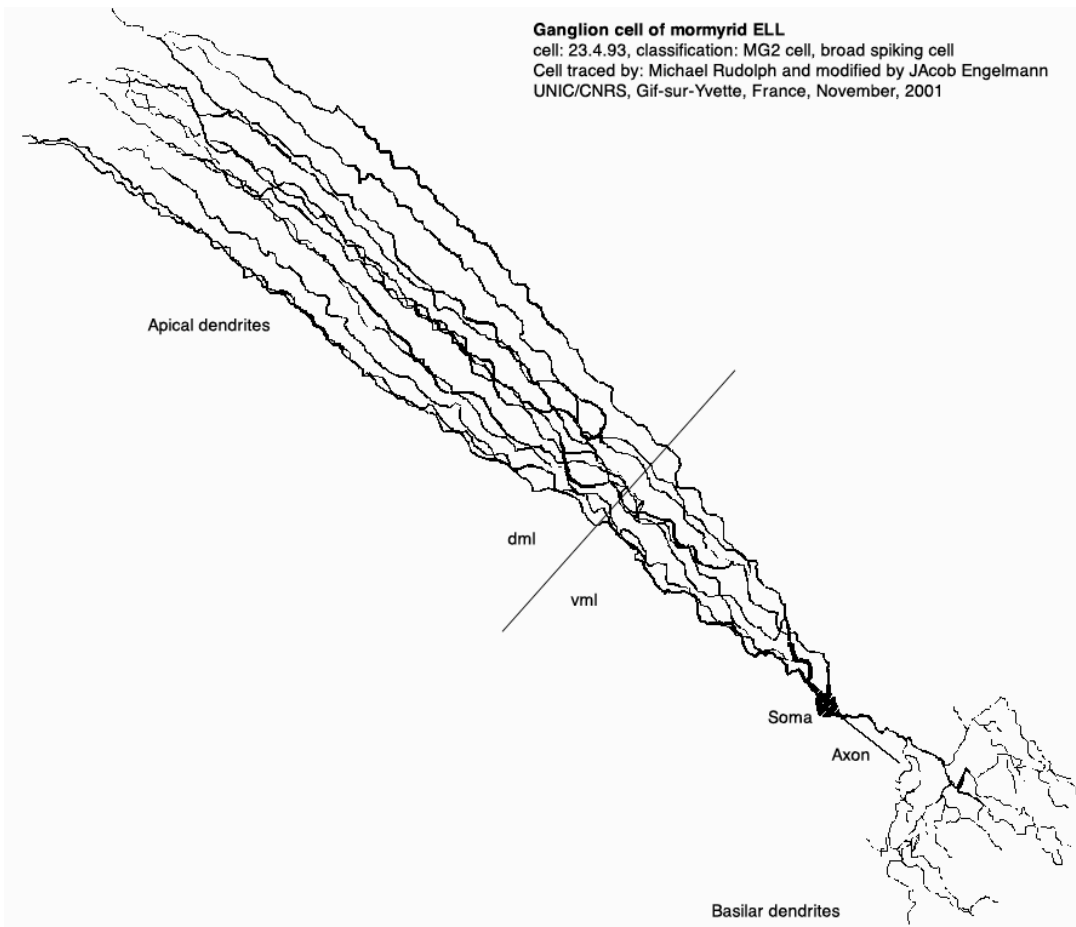 Ganglion cell of mormyrid ELL
cell: 23.4.93, classification: MG2 cell, broad spiking cell
Cell traced by: Michael Rudolph and modified by JAcob Engelmann
UNIC/CNRS, Gif-sur-Yvette, France, November, 2001
Apical dendrites
dml
vml
Soma
Axon
Basilar dendrites